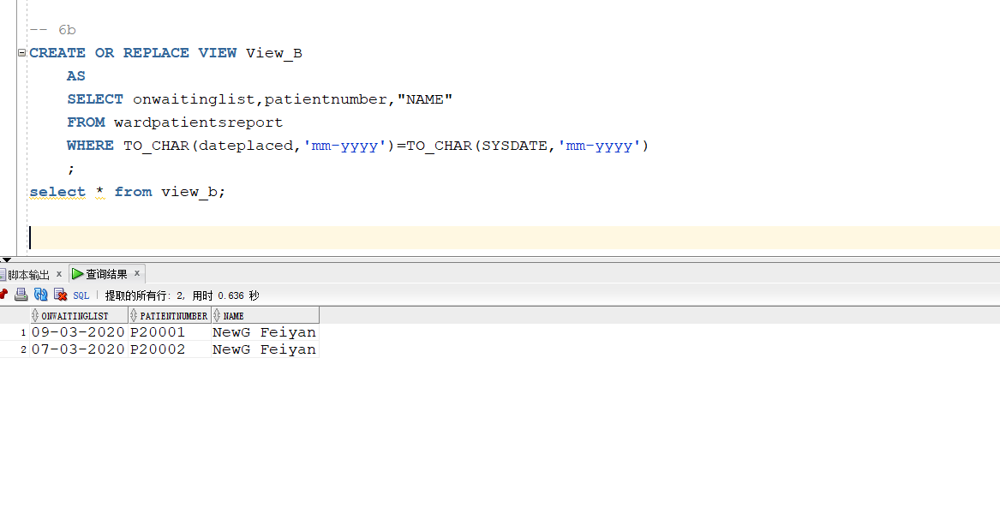 -- 6b
CREATE OR REPLACE VIEW View_B
AS
SELECT onwaitinglist,patientnumber,"NAME"
FROM wardpatientsreport
WHERE TO_CHAR(dateplaced,'mm-yyyy')=TO_CHAR(SYSDATE,'mm-yyyy')
;
select * from view_b;
脚本输出 x 查询结果 x
SQL | 提取的所有行: 2, 用时 0.636 秒
ONWAITINGLIST PATIENTNUMBER NAME
1 09-03-2020 P20001 NewG Feiyan
2 07-03-2020 P20002 NewG Feiyan